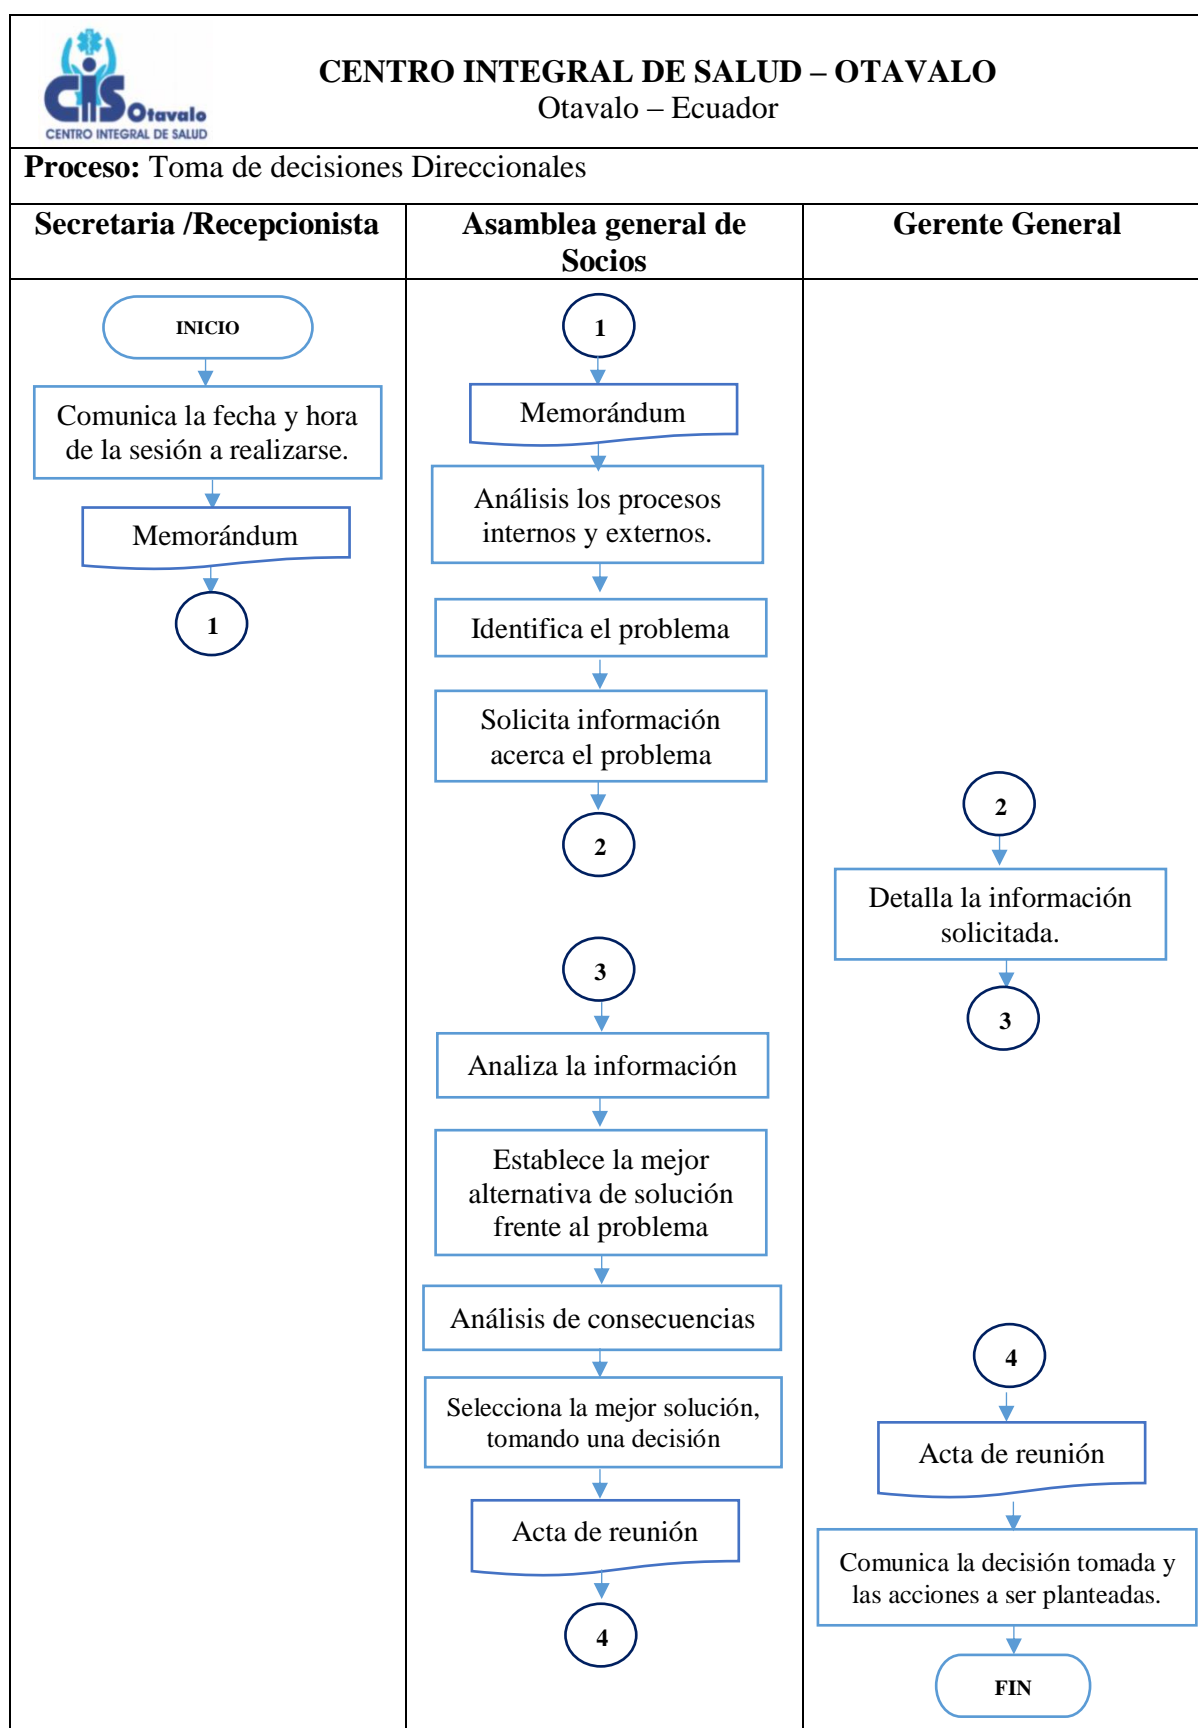 CIS Otavalo
CENTRO INTEGRAL DE SALUD
CENTRO INTEGRAL DE SALUD – OTAVALO
Otavalo – Ecuador
Proceso: Toma de decisiones Direccionales
Secretaria /Recepcionista
Asamblea general de
Socios
Gerente General
INICIO
Comunica la fecha y hora
de la sesión a realizarse.
Memorándum
1
1
Memorándum
Análisis los procesos
internos y externos.
Identifica el problema
Solicita información
acerca el problema
2
3
Analiza la información
Establece la mejor
alternativa de solución
frente al problema
Análisis de consecuencias
Selecciona la mejor solución,
tomando una decisión
Acta de reunión
4
2
Detalla la información
solicitada.
3
4
Acta de reunión
Comunica la decisión tomada y
las acciones a ser planteadas.
FIN